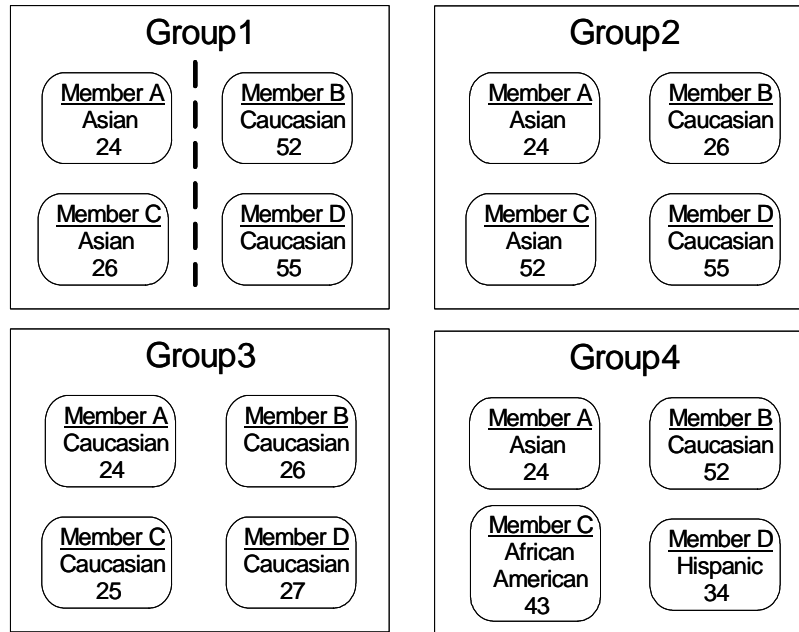 Group1
Member A
Asian
24
Member B
Caucasian
52
Member C
Asian
26
Member D
Caucasian
55
Group2
Member A
Asian
24
Member B
Caucasian
26
Member C
Asian
52
Member D
Caucasian
55
Group3
Member A
Caucasian
24
Member B
Caucasian
26
Member C
Caucasian
25
Member D
Caucasian
27
Group4
Member A
Asian
24
Member B
Caucasian
52
Member C
African
American
43
Member D
Hispanic
34